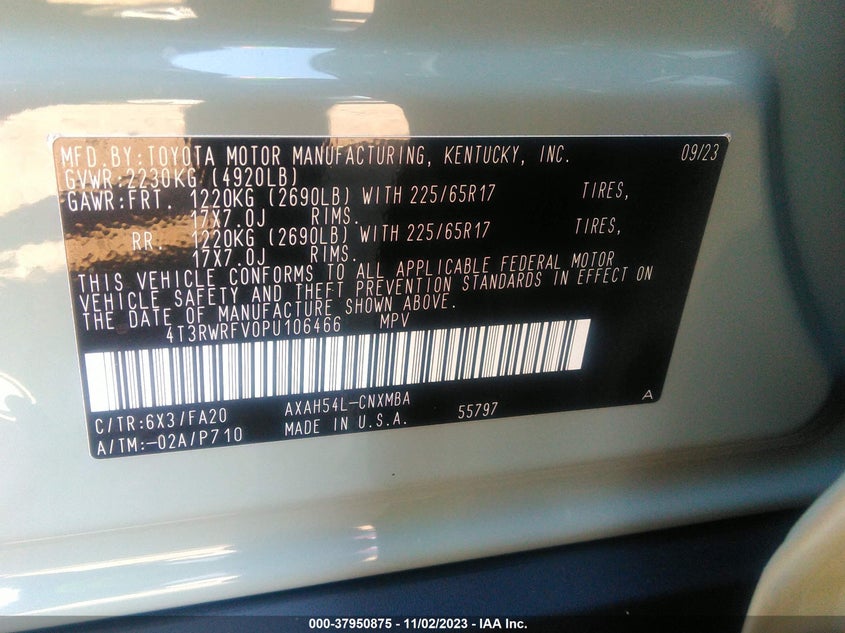 MFD.BY:TOYOTA MOTOR MANUFACTURING, KENTUCKY, INC. 09/23
GVWR:2230KG (4920LB)
GAWR:FRT. 1220KG (2690LB) WITH 225/65R17 TIRES,
17X7.0J RIMS.
RR. 1220KG (2690LB) WITH 225/65R17 TIRES,
17X7.0J RIMS.
THIS VEHICLE CONFORMS TO ALL APPLICABLE FEDERAL MOTOR
VEHICLE SAFETY AND THEFT PREVENTION STANDARDS IN EFFECT ON
THE DATE OF MANUFACTURE SHOWN ABOVE.
4T3RWRFV0PU106466 MPV
C/TR:6X3/FA20 AXAH54L-CNXMBA
A/TM:-02A/P710 MADE IN U.S.A. 55797 A
000-37950875 - 11/02/2023 - IAA Inc.